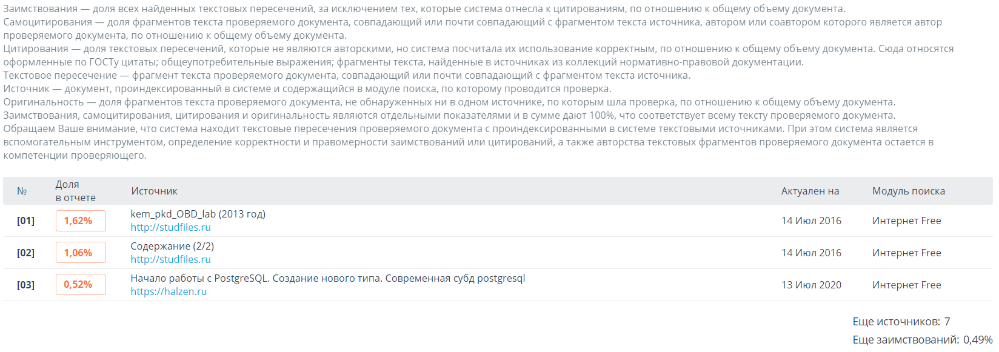 Заимствования — доля всех найденных текстовых пересечений, за исключением тех, которые система отнесла к цитированиям, по отношению к общему объему документа.
Самоцитирования — доля фрагментов текста проверяемого документа, совпадающий или почти совпадающий с фрагментом текста источника, автором или соавтором которого является автор
проверяемого документа, по отношению к общему объему документа.
Цитирования — доля текстовых пересечений, которые не являются авторскими, но система посчитала их использование корректным, по отношению к общему объему документа. Сюда относятся
оформленные по ГОСТу цитаты; общеупотребительные выражения; фрагменты текста, найденные в источниках из коллекций нормативно-правовой документации.
Текстовое пересечение — фрагмент текста проверяемого документа, совпадающий или почти совпадающий с фрагментом текста источника.
Источник — документ, проиндексированный в системе и содержащийся в модуле поиска, по которому проводится проверка.
Оригинальность — доля фрагментов текста проверяемого документа, не обнаруженных ни в одном источнике, по которым шла проверка, по отношению к общему объему документа.
Заимствования, самоцитирования, цитирования и оригинальность являются отдельными показателями и в сумме дают 100%, что соответствует всему тексту проверяемого документа.
Обращаем Ваше внимание, что система находит текстовые пересечения проверяемого документа с проиндексированными в системе текстовыми источниками. При этом система является
вспомогательным инструментом, определение корректности и правомерности заимствований или цитирований, а также авторства текстовых фрагментов проверяемого документа остается в
компетенции проверяющего.
№ Доля в отчете Источник Актуален на Модуль поиска
[01] 1,62% kem_pkd_OBD_lab (2013 год) 14 Июл 2016 Интернет Free
http://studfiles.ru
[02] 1,06% Содержание (2/2) 14 Июл 2016 Интернет Free
http://studfiles.ru
[03] 0,52% Начало работы с PostgreSQL. Создание нового типа. Современная субд postgresql 13 Июл 2020 Интернет Free
https://halzen.ru
Еще источников: 7
Еще заимствований: 0,49%